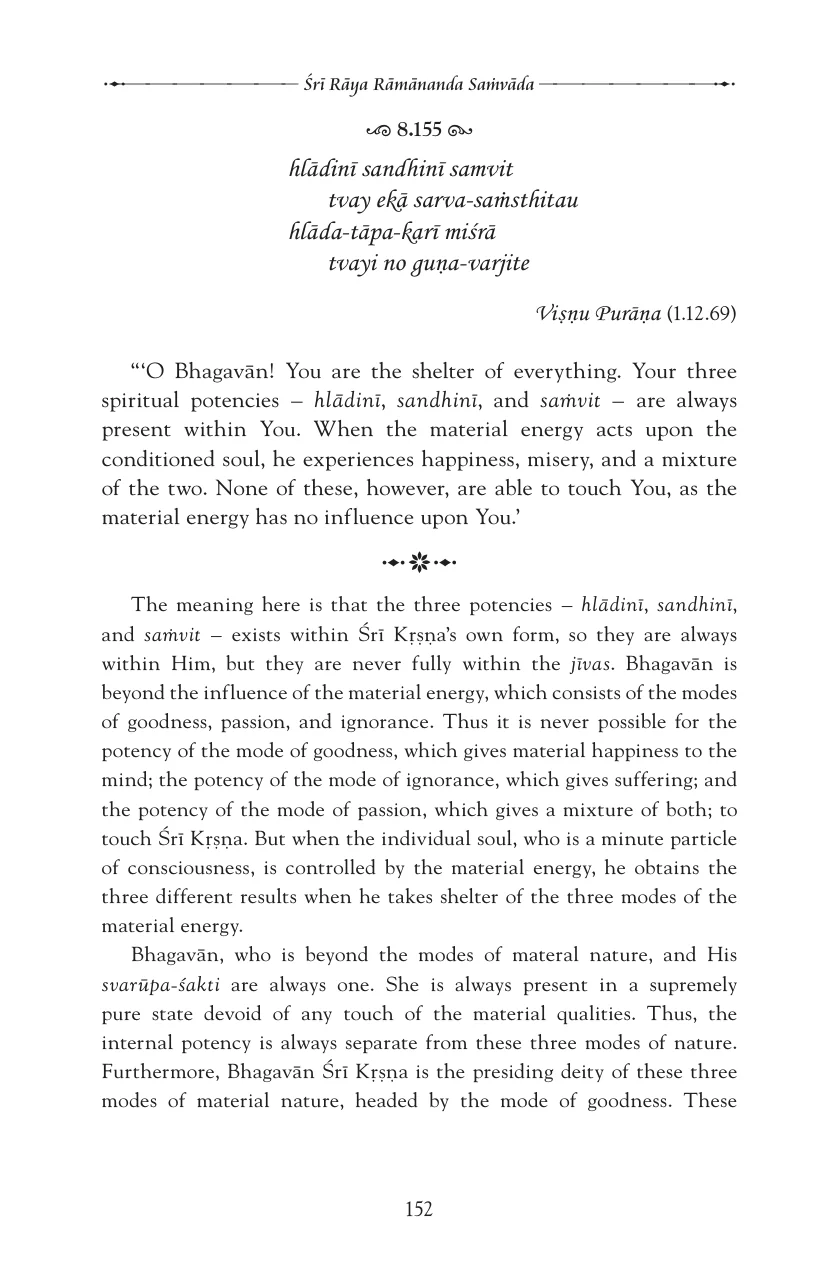 Śrī Rāya Rāmānanda Saṁvāda
8.155
hlādinī sandhinī samvit
tvay ekā sarva-saṁsthitau
hlāda-tāpa-karī miśrā
tvayi no guṇa-varjite
Viṣṇu Purāṇa (1.12.69)
“‘O Bhagavān! You are the shelter of everything. Your three
spiritual potencies – hlādinī, sandhinī, and saṁvit – are always
present within You. When the material energy acts upon the
conditioned soul, he experiences happiness, misery, and a mixture
of the two. None of these, however, are able to touch You, as the
material energy has no influence upon You.’
The meaning here is that the three potencies – hlādinī, sandhinī,
and saṁvit – exists within Śrī Kṛṣṇa’s own form, so they are always
within Him, but they are never fully within the jīvas. Bhagavān is
beyond the influence of the material energy, which consists of the modes
of goodness, passion, and ignorance. Thus it is never possible for the
potency of the mode of goodness, which gives material happiness to the
mind; the potency of the mode of ignorance, which gives suffering; and
the potency of the mode of passion, which gives a mixture of both; to
touch Śrī Kṛṣṇa. But when the individual soul, who is a minute particle
of consciousness, is controlled by the material energy, he obtains the
three different results when he takes shelter of the three modes of the
material energy.
Bhagavān, who is beyond the modes of materal nature, and His
svarūpa-śakti are always one. She is always present in a supremely
pure state devoid of any touch of the material qualities. Thus, the
internal potency is always separate from these three modes of nature.
Furthermore, Bhagavān Śrī Kṛṣṇa is the presiding deity of these three
modes of material nature, headed by the mode of goodness. These
152